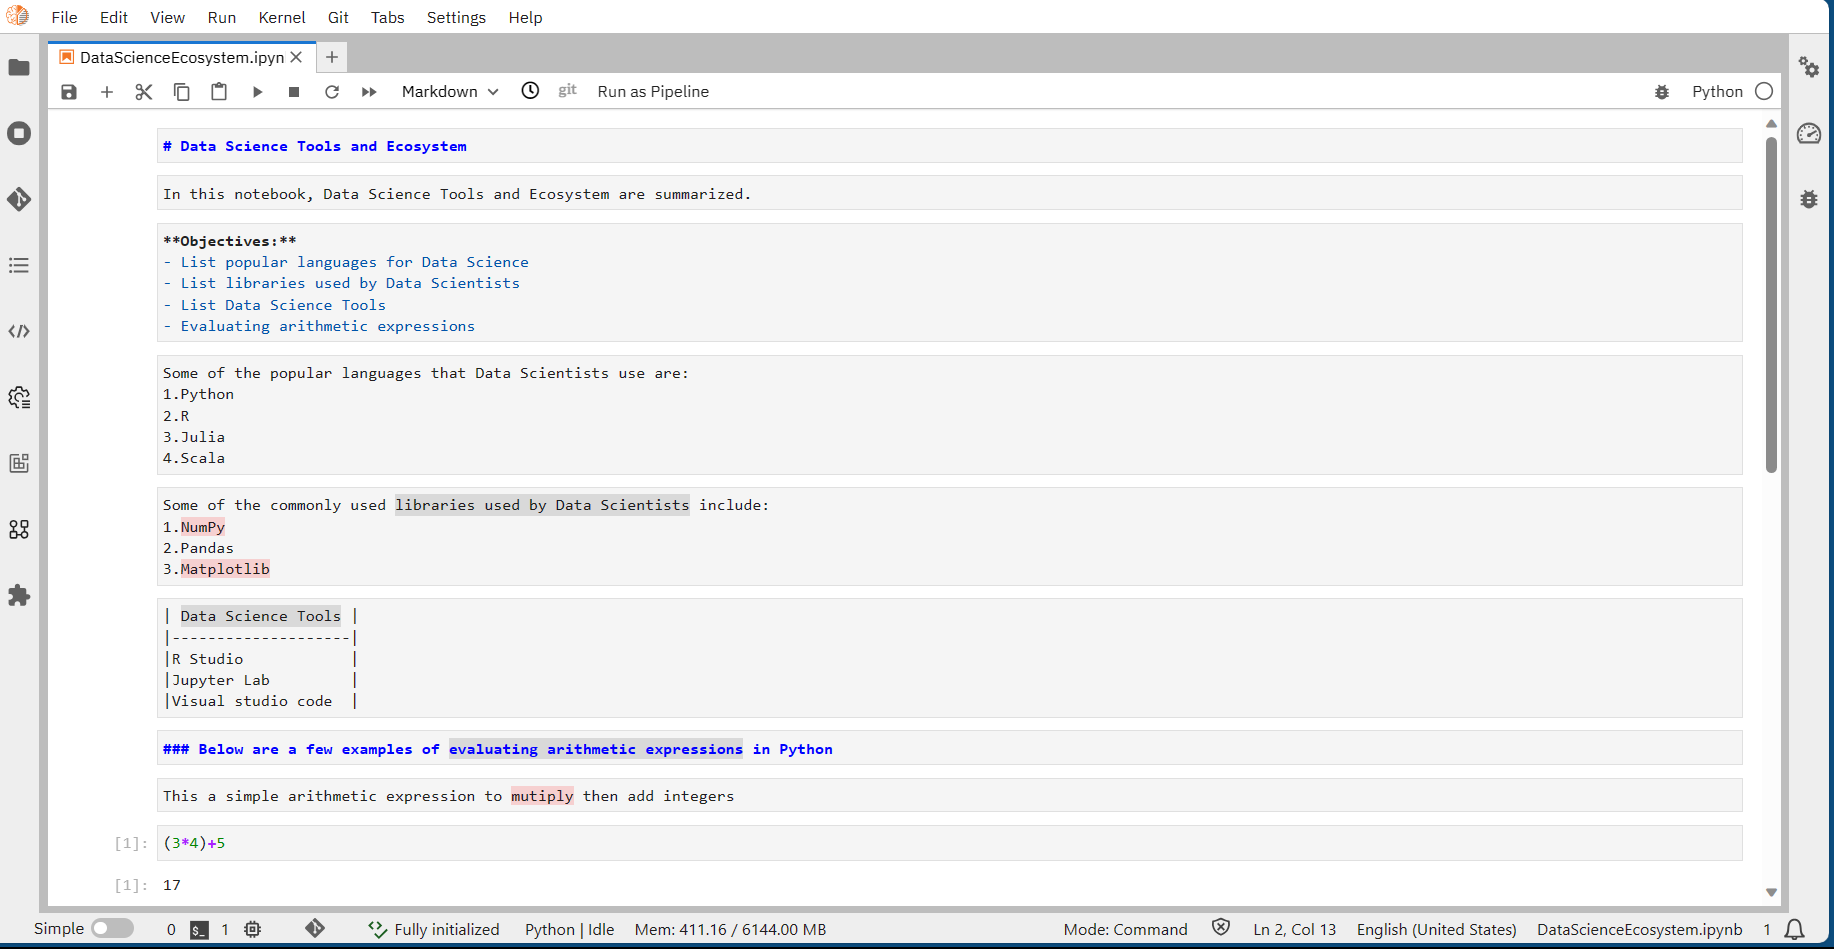 File Edit View Run Kernel Git Tabs Settings Help
DataScienceEcosystem.ipyn
Markdown git Run as Pipeline Python
# Data Science Tools and Ecosystem
In this notebook, Data Science Tools and Ecosystem are summarized.
**Objectives:**
- List popular languages for Data Science
- List libraries used by Data Scientists
- List Data Science Tools
- Evaluating arithmetic expressions
Some of the popular languages that Data Scientists use are:
1.Python
2.R
3.Julia
4.Scala
Some of the commonly used libraries used by Data Scientists include:
1.NumPy
2.Pandas
3.Matplotlib
| Data Science Tools |
|--------------------|
|R Studio            |
|Jupyter Lab         |
|Visual studio code  |
### Below are a few examples of evaluating arithmetic expressions in Python
This a simple arithmetic expression to mutiply then add integers
[1]: (3*4)+5
[1]: 17
Simple 0 $_ 1 Fully initialized Python | Idle Mem: 411.16 / 6144.00 MB Mode: Command Ln 2, Col 13 English (United States) DataScienceEcosystem.ipynb 1